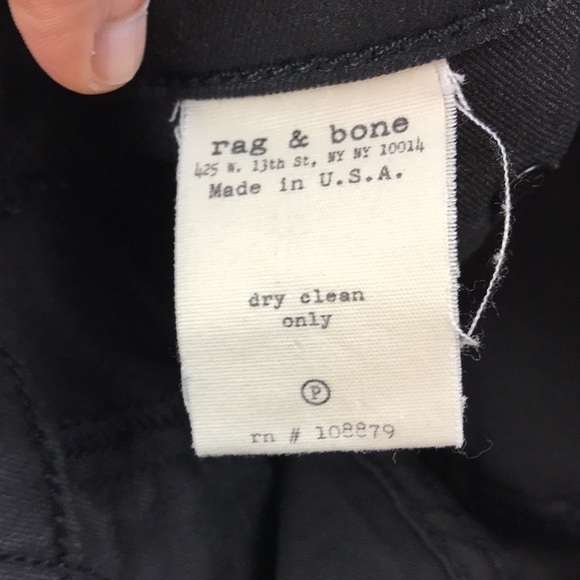 rag & bone
425 W. 13th St, NY NY 10014
Made in U.S.A.
dry clean
only
P
rn # 108879